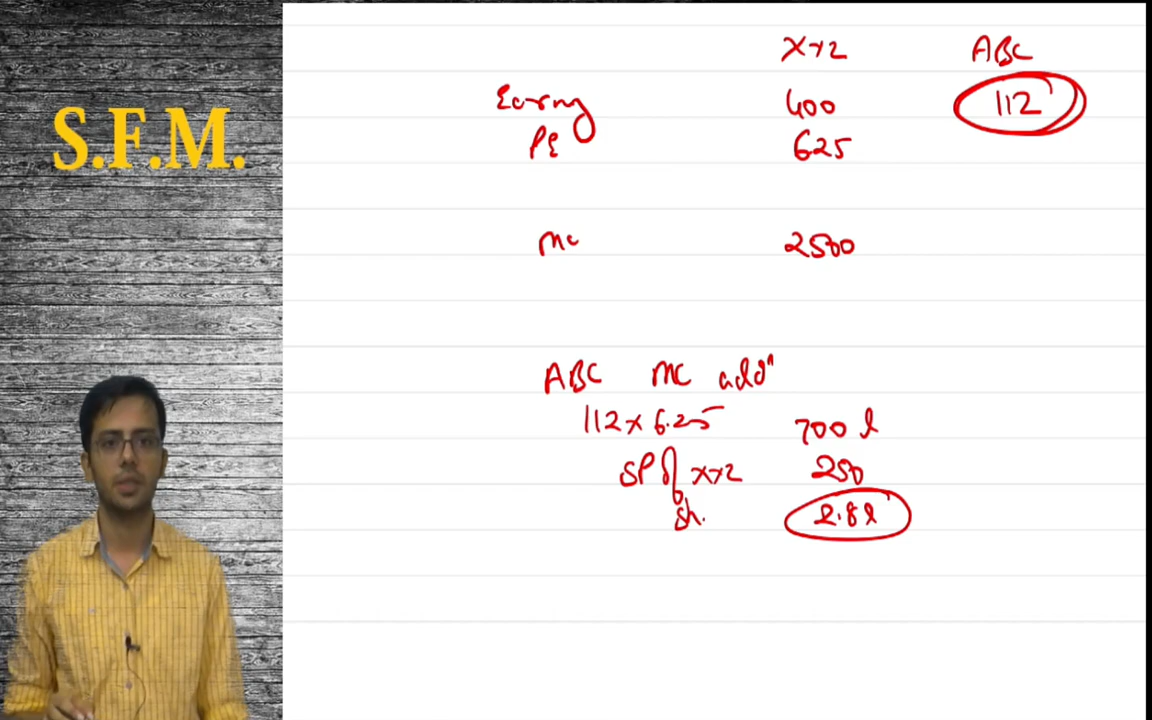 S.F.M.
XYZ ABC
Earning 400 112
PE 625
MC 2500
ABC MC addn
112 x 6.25 700 l
SP of XYZ 250
Sh. 2.8 l